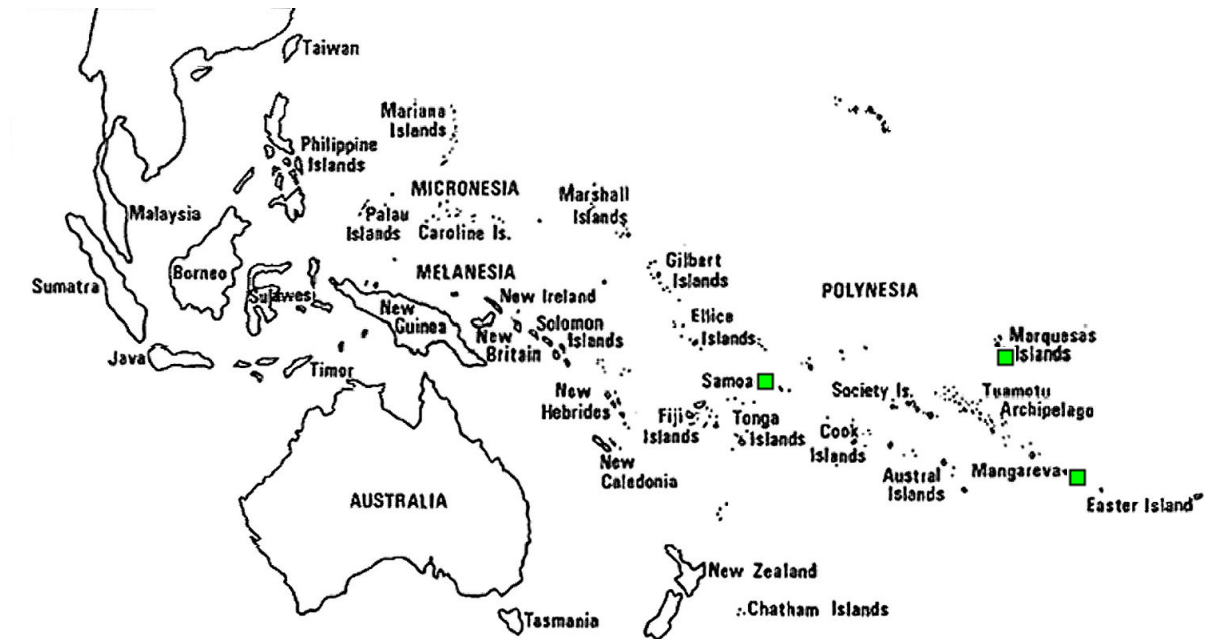 Taiwan
Mariana
Islands
Philippine
Islands
MICRONESIA
Marshall
Islands
Malaysia
Palau
Islands
Caroline Is.
Gilbert
Islands
MELANESIA
Borneo
Sumatra
Sulawesi
New Ireland
POLYNESIA
New
Guinea
Ellice
Islands
Solomon
Islands
New
Britain
Marquesas
Islands
Java
Timor
Samoa
New
Hebrides
Society Is.
Tuamotu
Archipelago
Fiji
Islands
Tonga
Islands
Cook
Islands
New
Caledonia
Austral
Islands
Mangareva
AUSTRALIA
Easter Island
New Zealand
Chatham Islands
Tasmania